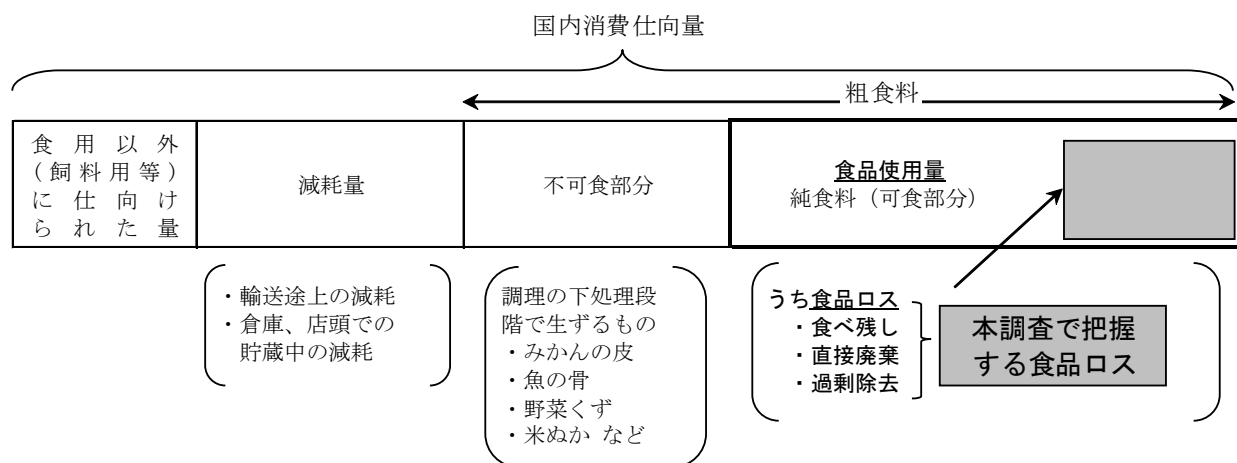 国内消費仕向量
粗食料
食用以外
（飼料用等）
に仕向け
られた量
減耗量
不可食部分
食品使用量
純食料（可食部分）
・輸送途上の減耗
・倉庫、店頭での
貯蔵中の減耗
調理の下処理段
階で生ずるもの
・みかんの皮
・魚の骨
・野菜くず
・米ぬか など
うち食品ロス
・食べ残し
・直接廃棄
・過剰除去
本調査で把握
する食品ロス